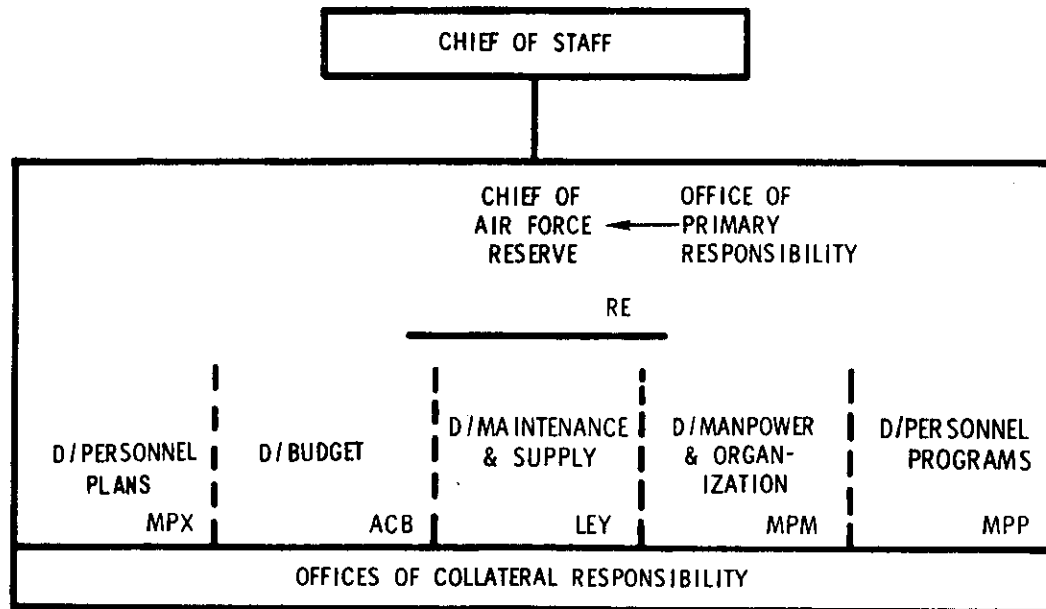 CHIEF OF STAFF
CHIEF OF
AIR FORCE
RESERVE
OFFICE OF
PRIMARY
RESPONSIBILITY
RE
D/PERSONNEL
PLANS
MPX
D/BUDGET
ACB
D/MAINTENANCE
& SUPPLY
LEY
D/MANPOWER
& ORGAN-
IZATION
MPM
D/PERSONNEL
PROGRAMS
MPP
OFFICES OF COLLATERAL RESPONSIBILITY